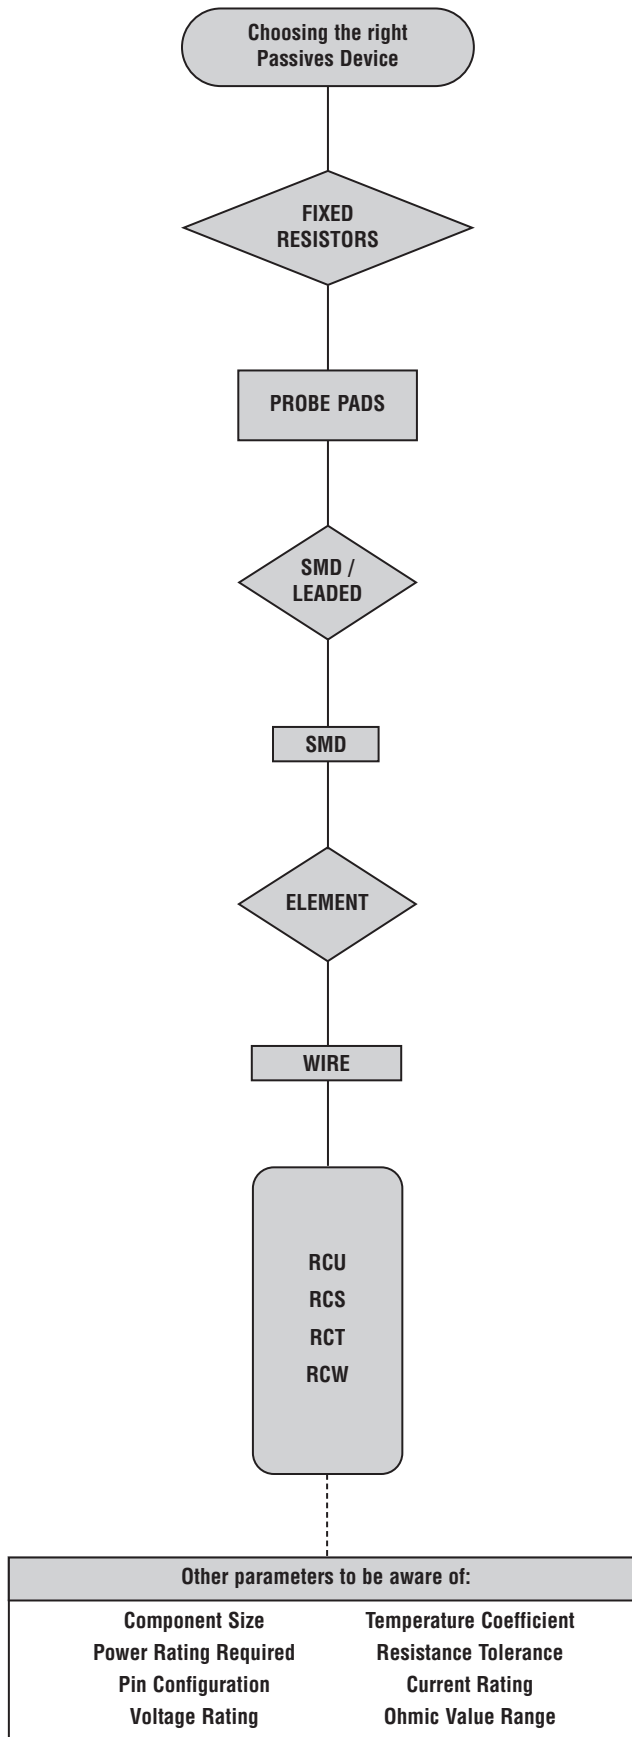 Choosing the right
Passives Device
FIXED
RESISTORS
PROBE PADS
SMD /
LEADED
SMD
ELEMENT
WIRE
RCU
RCS
RCT
RCW
Other parameters to be aware of:
Component Size
Temperature Coefficient
Power Rating Required
Resistance Tolerance
Pin Configuration
Current Rating
Voltage Rating
Ohmic Value Range